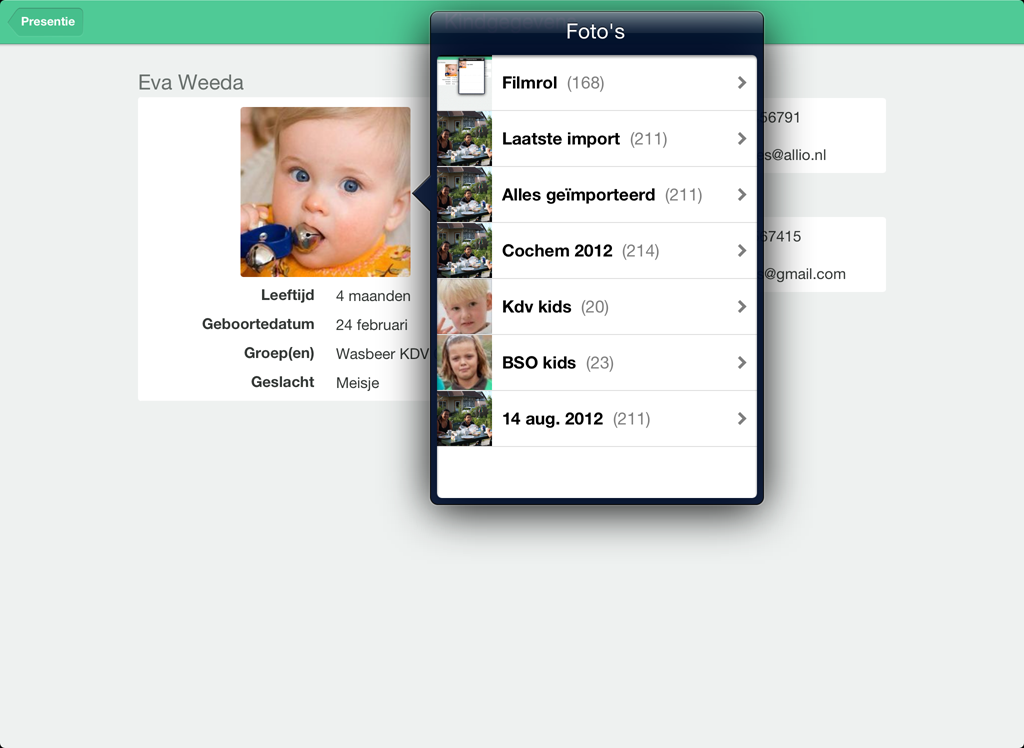 Presentie
Foto's
Eva Weeda
Filmrol (168)
Laatste import (211)
Alles geïmporteerd (211)
Cochem 2012 (214)
Kdv kids (20)
BSO kids (23)
14 aug. 2012 (211)
Leeftijd 4 maanden
Geboortedatum 24 februari
Groep(en) Wasbeer KDV
Geslacht Meisje
56791
s@allio.nl
67415
@gmail.com